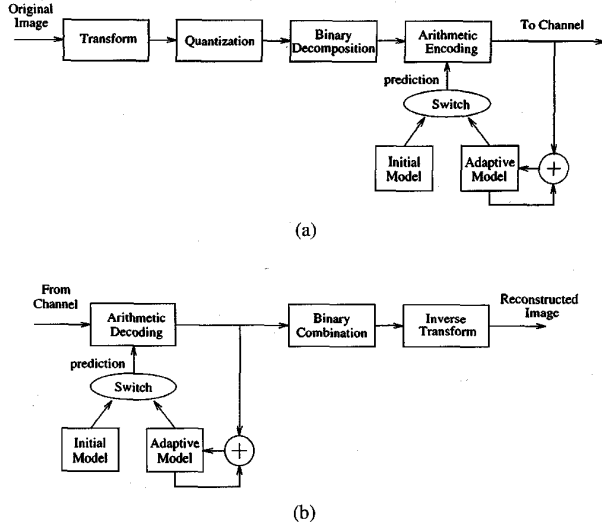 Original
Image
Transform
Quantization
Binary
Decomposition
Arithmetic
Encoding
To Channel
prediction
Switch
Initial
Model
Adaptive
Model
+
(a)
From
Channel
Arithmetic
Decoding
Binary
Combination
Inverse
Transform
Reconstructed
Image
prediction
Switch
Initial
Model
Adaptive
Model
+
(b)